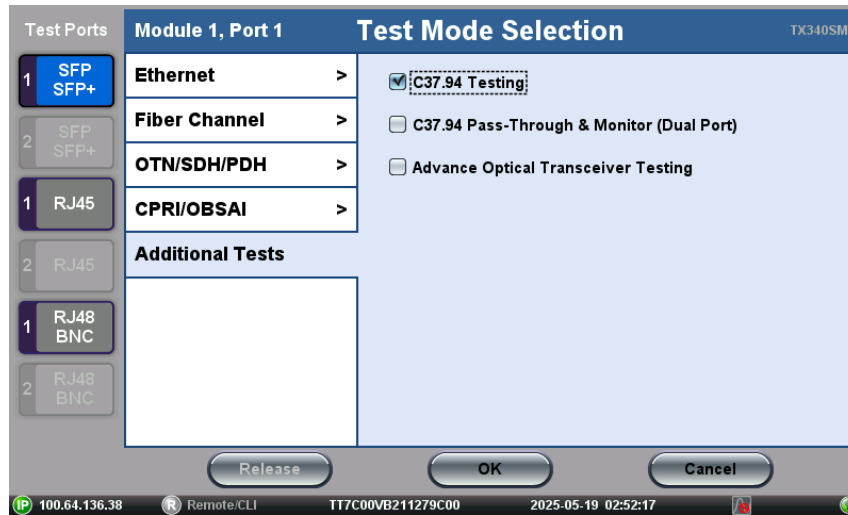 Test Ports
Module 1, Port 1
Test Mode Selection
TX340SM
1 SFP
SFP+
2 SFP
SFP+
1 RJ45
2 RJ45
1 RJ48
BNC
2 RJ48
BNC
Ethernet >
Fiber Channel >
OTN/SDH/PDH >
CPRI/OBSAI >
Additional Tests
C37.94 Testing
C37.94 Pass-Through & Monitor (Dual Port)
Advance Optical Transceiver Testing
Release
OK
Cancel
IP 100.64.136.38 R Remote/CLI TT7C00VB211279C00 2025-05-19 02:52:17